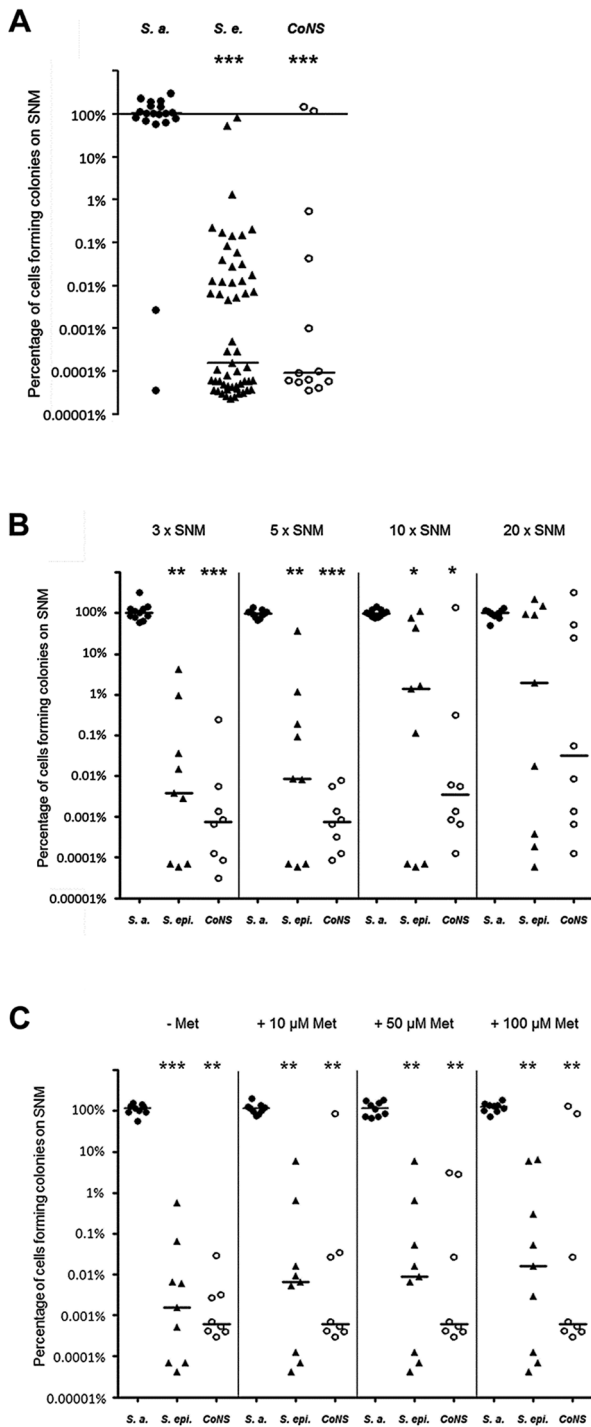 A
S. a. S. e. CoNS
*** ***
Percentage of cells forming colonies on SNM
100%
10%
1%
0.1%
0.01%
0.001%
0.0001%
0.00001%
B
3 x SNM 5 x SNM 10 x SNM 20 x SNM
** *** ** *** * *
Percentage of cells forming colonies on SNM
100%
10%
1%
0.1%
0.01%
0.001%
0.0001%
0.00001%
S. a. S. epi. CoNS S. a. S. epi. CoNS S. a. S. epi. CoNS S. a. S. epi. CoNS
C
- Met + 10 µM Met + 50 µM Met + 100 µM Met
*** ** ** ** ** ** ** **
Percentage of cells forming colonies on SNM
100%
10%
1%
0.1%
0.01%
0.001%
0.0001%
0.00001%
S. a. S. epi. CoNS S. a. S. epi. CoNS S. a. S. epi. CoNS S. a. S. epi. CoNS